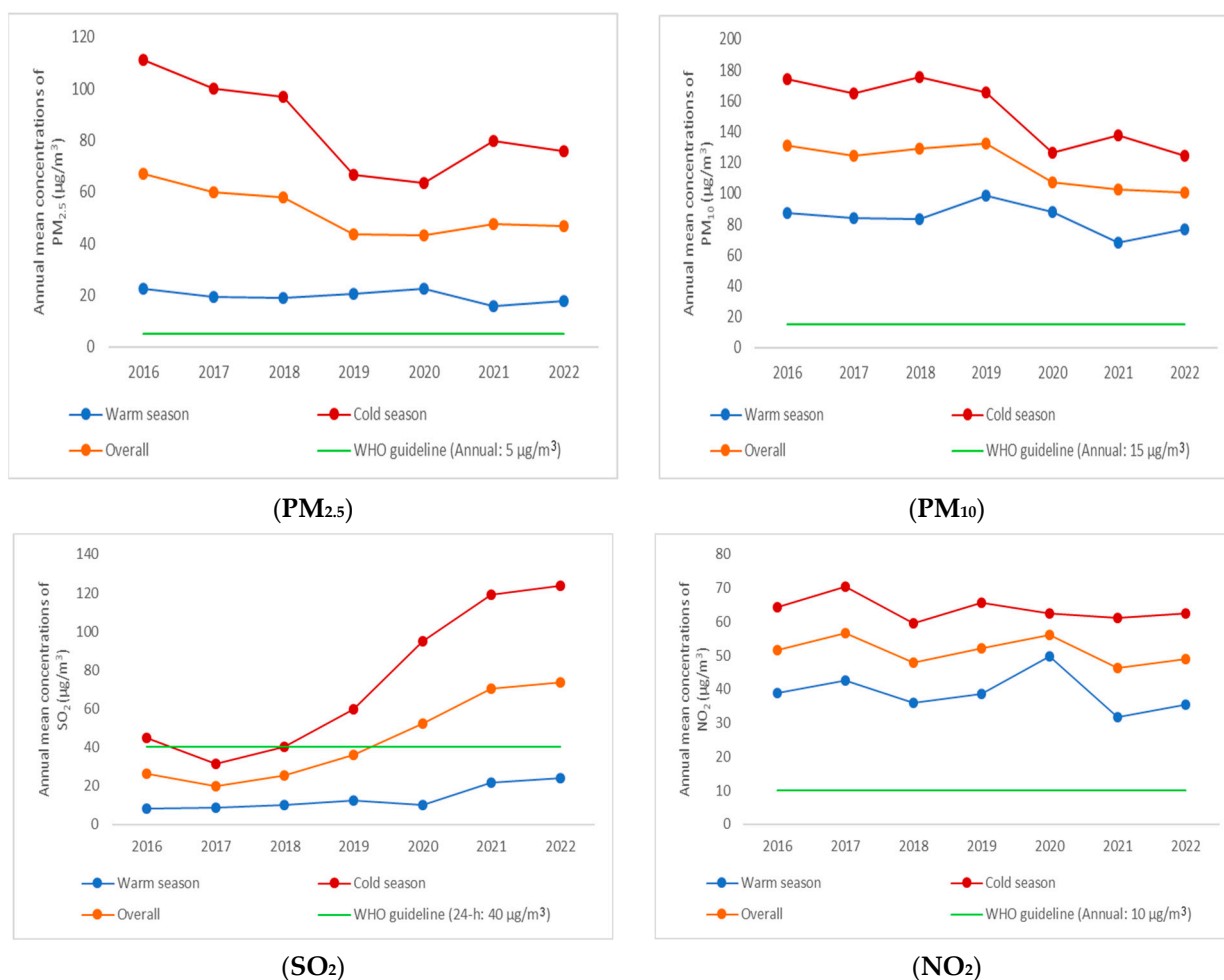 Annual mean concentrations of
PM2.5 (µg/m³)
120
100
80
60
40
20
0
2016 2017 2018 2019 2020 2021 2022
Warm season Cold season
Overall WHO guideline (Annual: 5 µg/m³)
(PM2.5)
Annual mean concentrations of
PM10 (µg/m³)
200
180
160
140
120
100
80
60
40
20
0
2016 2017 2018 2019 2020 2021 2022
Warm season Cold season
Overall WHO guideline (Annual: 15 µg/m³)
(PM10)
Annual mean concentrations of
SO2 (µg/m³)
140
120
100
80
60
40
20
0
2016 2017 2018 2019 2020 2021 2022
Warm season Cold season
Overall WHO guideline (24-h: 40 µg/m³)
(SO2)
Annual mean concentrations of
NO2 (µg/m³)
80
70
60
50
40
30
20
10
0
2016 2017 2018 2019 2020 2021 2022
Warm season Cold season
Overall WHO guideline (Annual: 10 µg/m³)
(NO2)